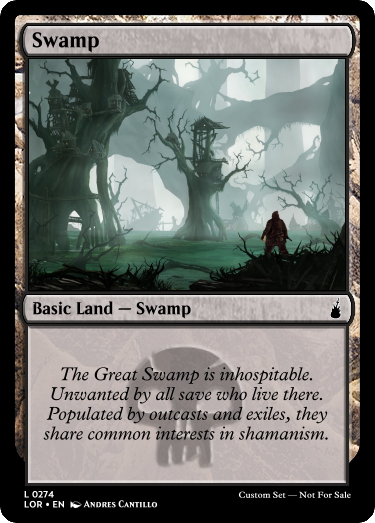 Swamp
Basic Land — Swamp
The Great Swamp is inhospitable.
Unwanted by all save who live there.
Populated by outcasts and exiles, they
share common interests in shamanism.
L 0274
LOR • EN Andres Cantillo
Custom Set — Not For Sale